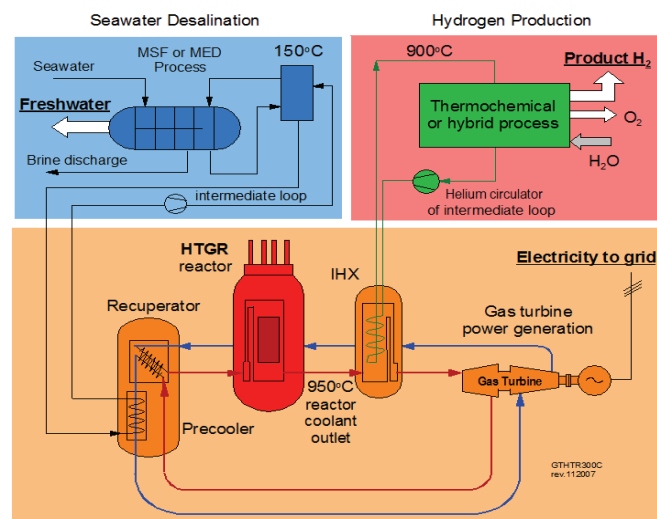 Seawater Desalination
Hydrogen Production
MSF or MED
Process
150°C
Seawater
Freshwater
Brine discharge
intermediate loop
900°C
Product H₂
Thermochemical
or hybrid process
O₂
H₂O
Helium circulator
of intermediate loop
HTGR
reactor
IHX
Electricity to grid
Recuperator
Gas turbine
power generation
950°C
reactor
coolant
outlet
Gas Turbine
Precooler
GTHTR300C
rev.112007